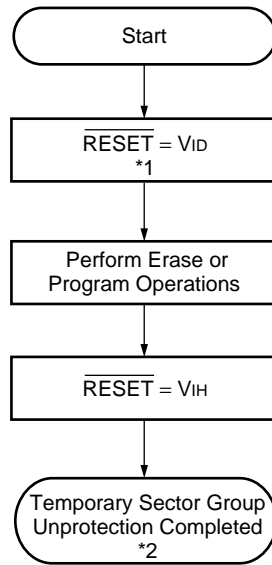 Start
RESET = VID
*1
Perform Erase or
Program Operations
RESET = VIH
Temporary Sector Group
Unprotection Completed
*2